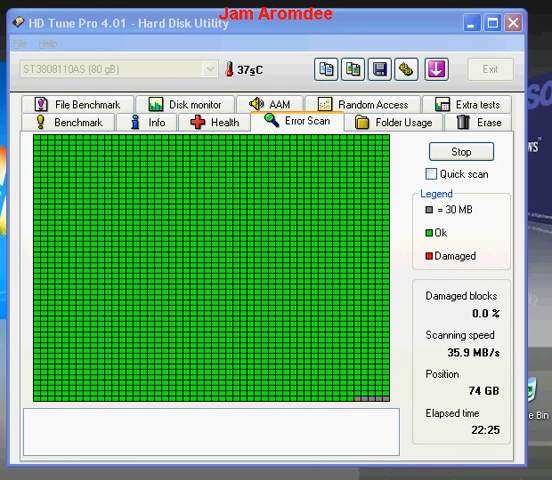 Jam Aromdee
HD Tune Pro 4.01 - Hard Disk Utility
File Help
ST3808110AS (80 gB)
37ºC
Exit
File Benchmark
Disk monitor
AAM
Random Access
Extra tests
Benchmark
Info
Health
Error Scan
Folder Usage
Erase
Stop
Quick scan
Legend
= 30 MB
Ok
Damaged
Damaged blocks
0.0 %
Scanning speed
35.9 MB/s
Position
74 GB
Elapsed time
22:25
e Bin